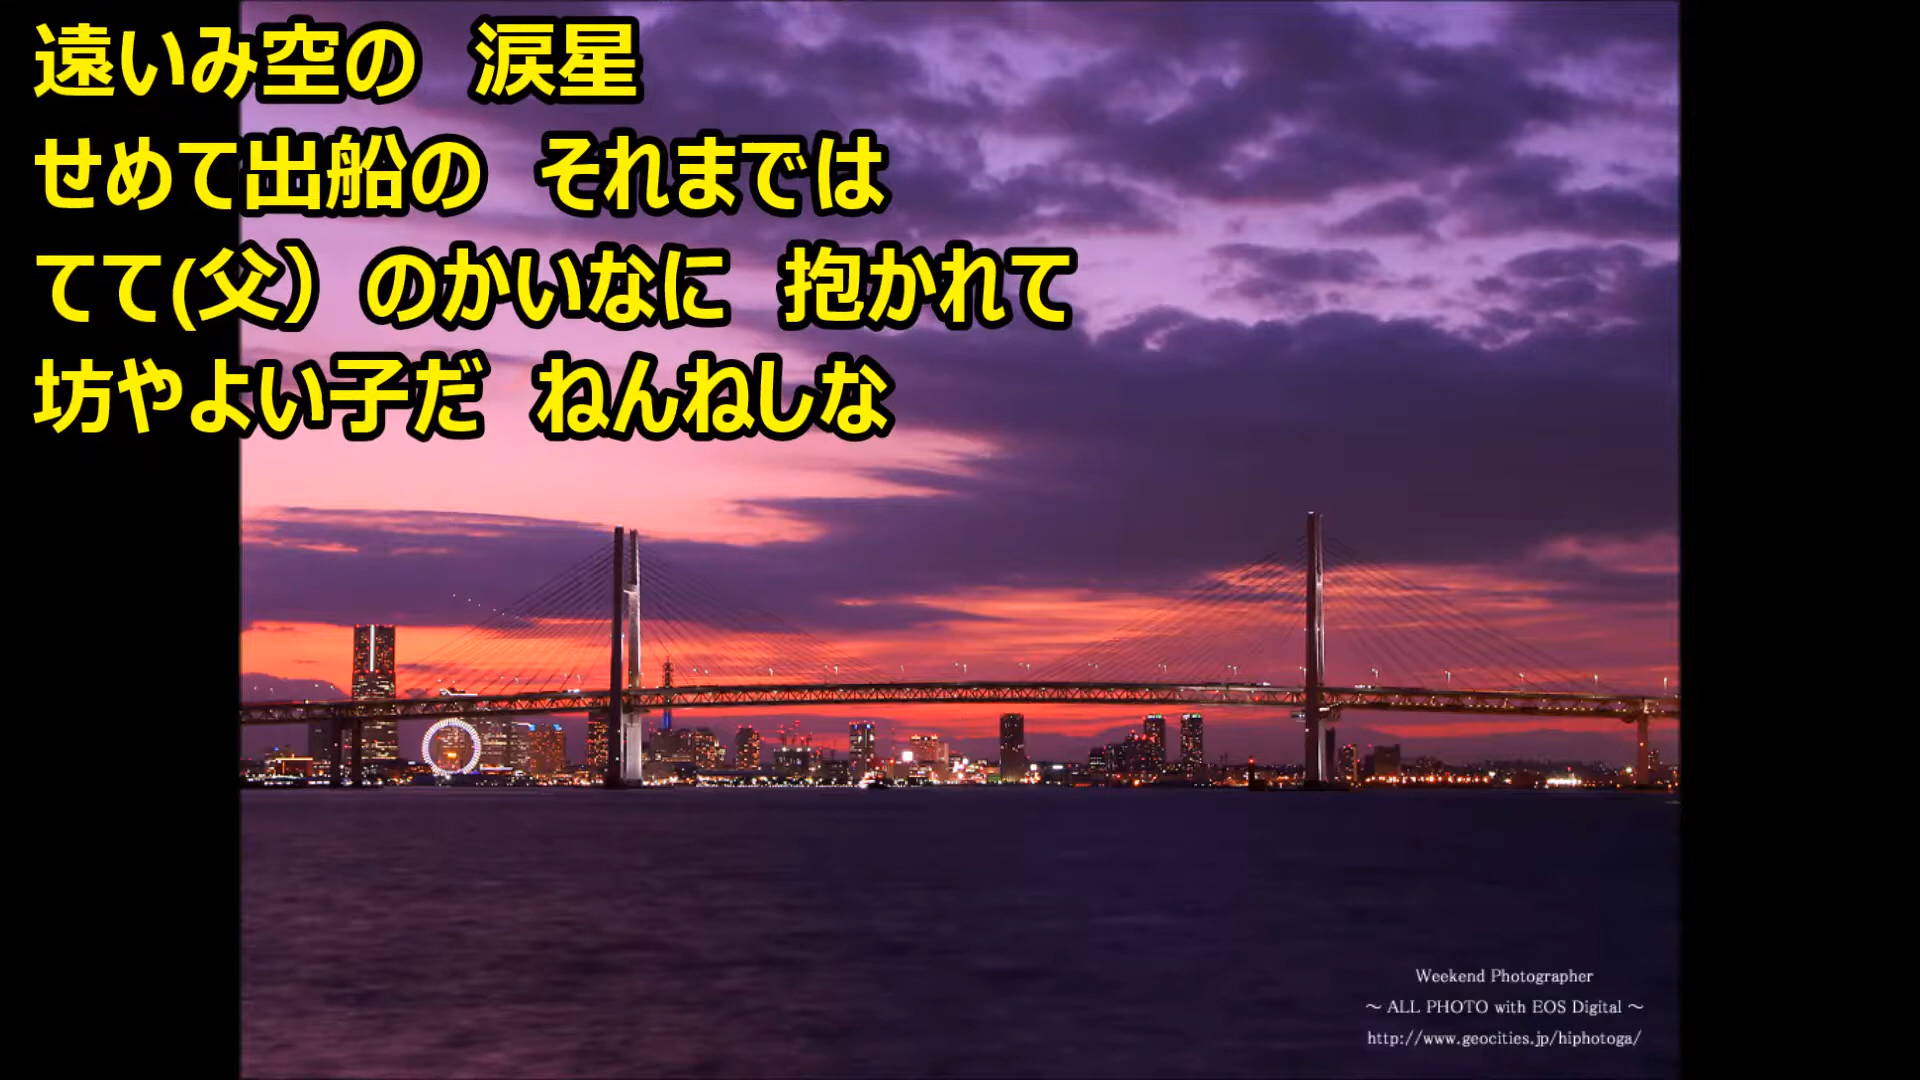 遠いみ空の　涙星
せめて出船の　それまでは
てて(父）のかいなに　抱かれて
坊やよい子だ　ねんねしな
Weekend Photographer
～ ALL PHOTO with EOS Digital ～
http://www.geocities.jp/hiphotoga/